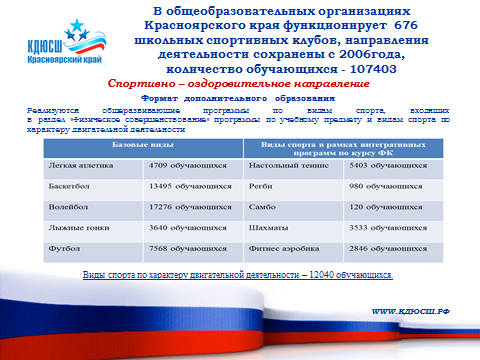 КДЮСШ
Красноярский край
В общеобразовательных организациях
Красноярского края функционирует 676
школьных спортивных клубов, направления
деятельности сохранены с 2006года,
количество обучающихся - 107403
Спортивно – оздоровительное направление
Формат дополнительного образования
Реализуются общеразвивающие программы по видам спорта, входящих
в раздел «Физическое совершенствование» программы по учебному предмету и видам спорта по
характеру двигательной деятельности
Базовые виды Виды спорта в рамках интегративных
программ по курсу ФК
Легкая атлетика 4709 обучающихся Настольный теннис 5403 обучающихся
Баскетбол 13495 обучающихся Регби 980 обучающихся
Волейбол 17276 обучающихся Самбо 120 обучающихся
Лыжные гонки 3640 обучающихся Шахматы 3533 обучающихся
Футбол 7568 обучающихся Фитнес аэробика 2846 обучающихся
Виды спорта по характеру двигательной деятельности – 12040 обучающихся.
WWW.КДЮСШ.РФ